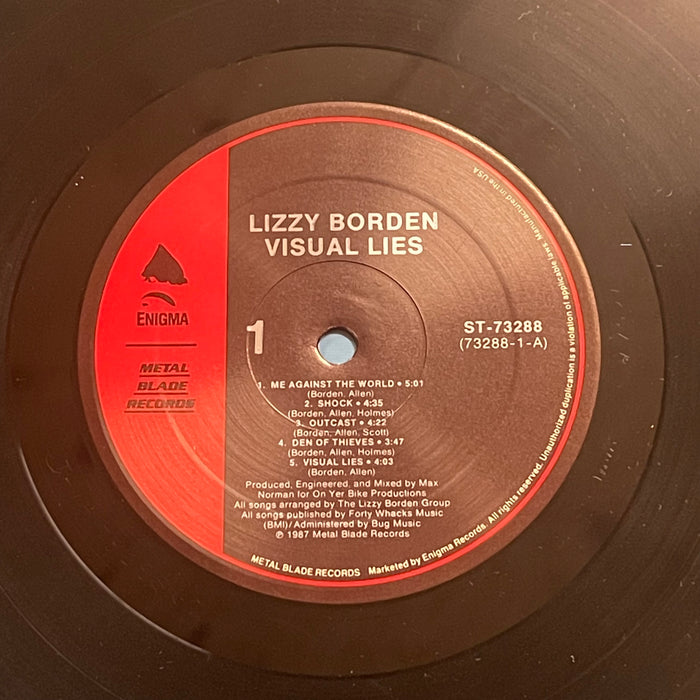 LIZZY BORDEN
VISUAL LIES
ENIGMA
METAL
BLADE
RECORDS
1
ST-73288
(73288-1-A)
1. ME AGAINST THE WORLD • 5:01
(Borden, Allen)
2. SHOCK • 4:35
(Borden, Allen, Holmes)
3. OUTCAST • 4:22
(Borden, Allen, Scott)
4. DEN OF THIEVES • 3:47
(Borden, Allen, Holmes)
5. VISUAL LIES • 4:03
(Borden, Allen)
Produced, Engineered, and Mixed by Max
Norman for On Yer Bike Productions
All songs arranged by The Lizzy Borden Group
All songs published by Forty Whacks Music
(BMI)/Administered by Bug Music
℗ 1987 Metal Blade Records
METAL BLADE RECORDS Marketed by Enigma Records. All rights reserved. Unauthorized duplication is a violation of applicable laws. Manufactured in the USA